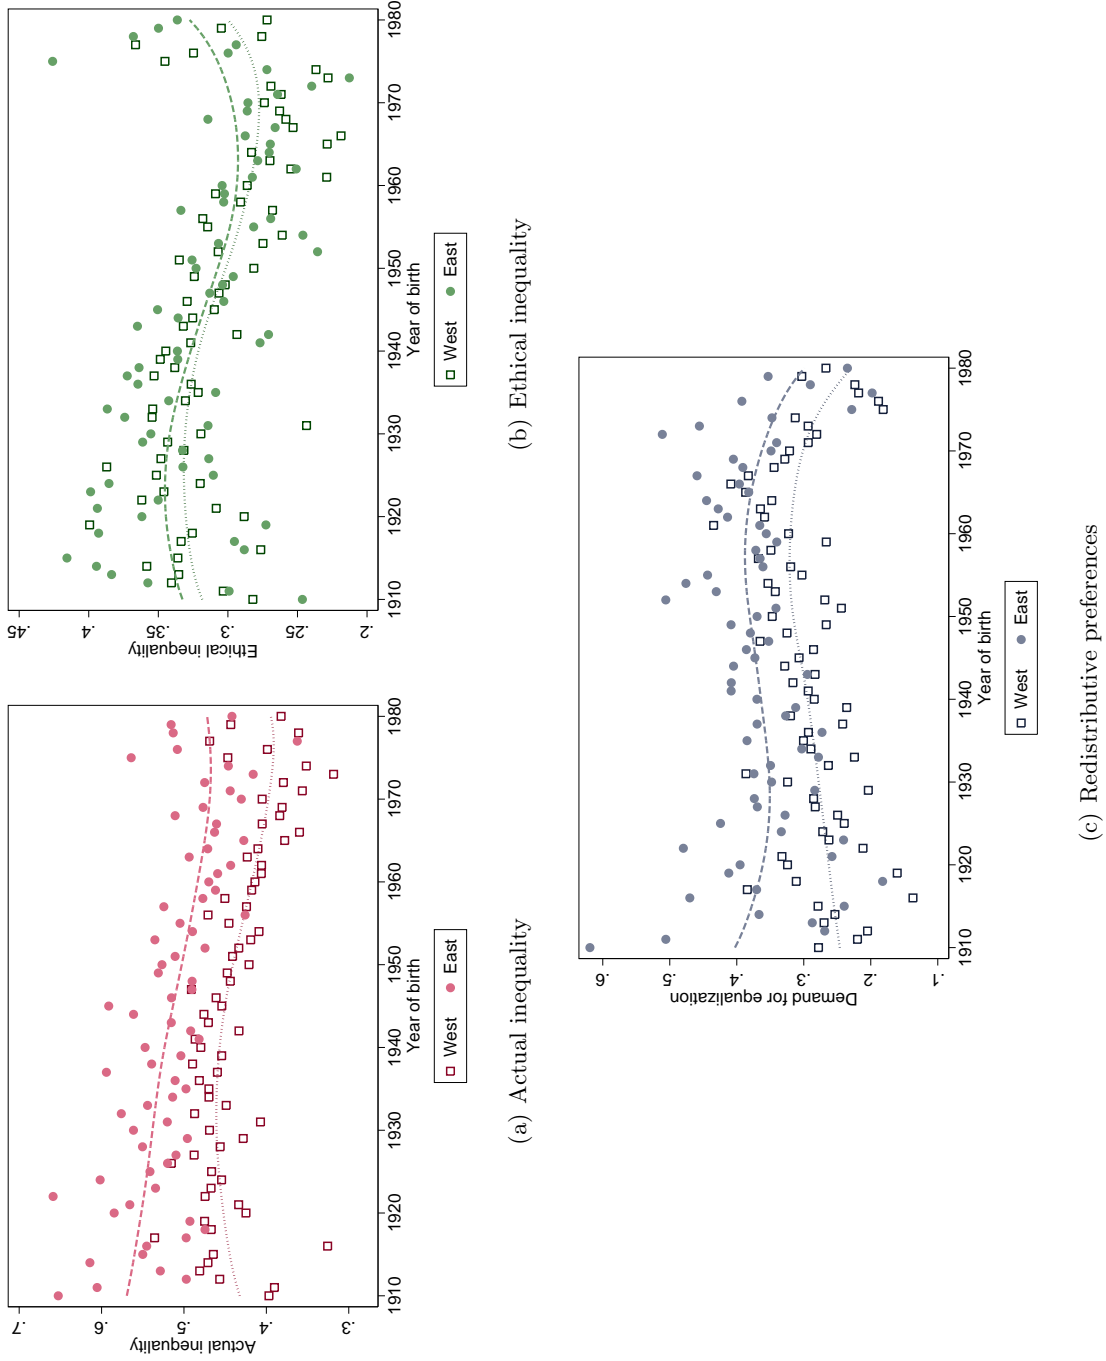 Actual inequality
.7
.6
.5
.4
.3
1910 1920 1930 1940 1950 1960 1970 1980
Year of birth
West East
(a) Actual inequality
Ethical inequality
.45
.4
.35
.3
.25
.2
1910 1920 1930 1940 1950 1960 1970 1980
Year of birth
West East
(b) Ethical inequality
Demand for equalization
.6
.5
.4
.3
.2
.1
1910 1920 1930 1940 1950 1960 1970 1980
Year of birth
West East
(c) Redistributive preferences